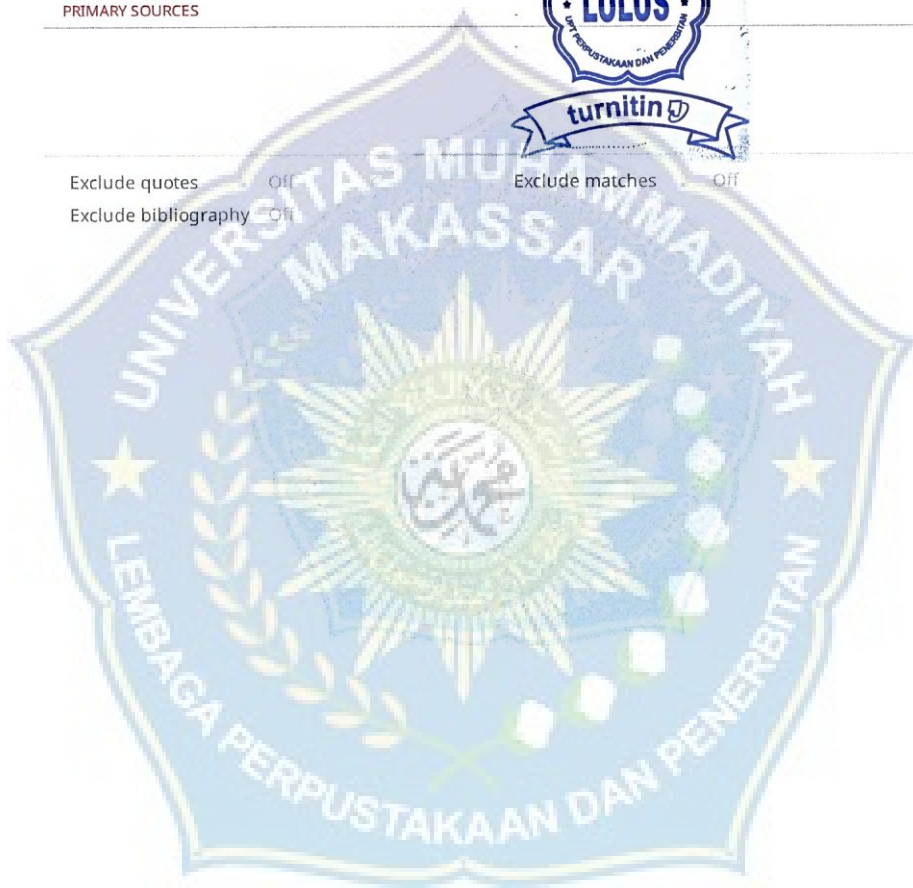 PRIMARY SOURCES
LULUS
UPT PERPUSTAKAAN DAN PENERBITAN
turnitin
Exclude quotes Off
Exclude matches Off
Exclude bibliography Off
UNIVERSITAS MUHAMMADIYAH
MAKASSAR
محمدية
LEMBAGA PERPUSTAKAAN DAN PENERBITAN